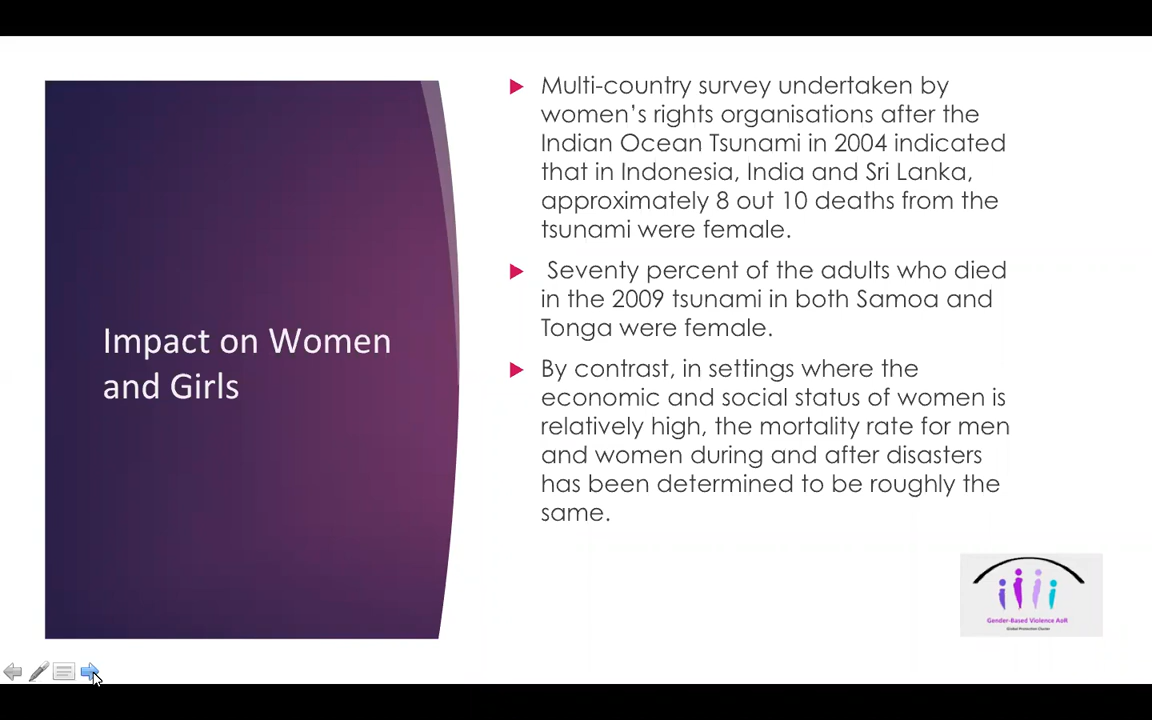 Impact on Women
and Girls
Multi-country survey undertaken by
women's rights organisations after the
Indian Ocean Tsunami in 2004 indicated
that in Indonesia, India and Sri Lanka,
approximately 8 out 10 deaths from the
tsunami were female.
Seventy percent of the adults who died
in the 2009 tsunami in both Samoa and
Tonga were female.
By contrast, in settings where the
economic and social status of women is
relatively high, the mortality rate for men
and women during and after disasters
has been determined to be roughly the
same.
Gender-Based Violence AoR
Global Protection Cluster